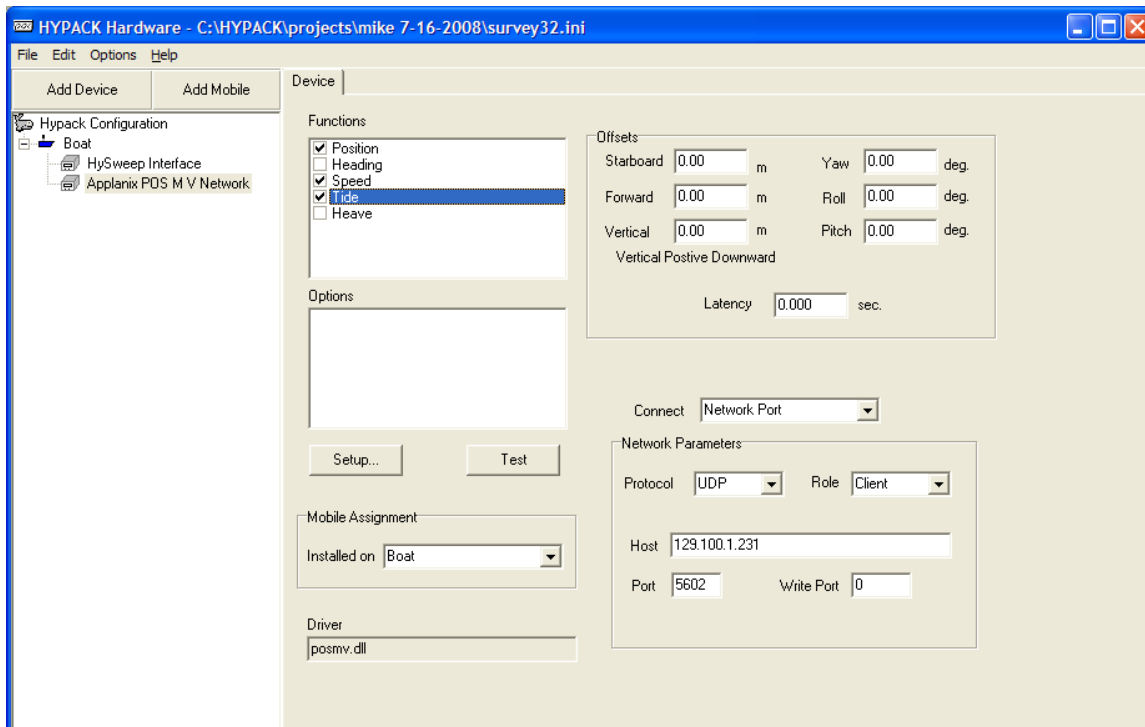 HYPACK Hardware - C:\HYPACK\projects\mike 7-16-2008\survey32.ini
File Edit Options Help
Add Device Add Mobile
Device
Hypack Configuration
Boat
HySweep Interface
Applanix POS M V Network
Functions
Position
Heading
Speed
Tide
Heave
Options
Setup... Test
Mobile Assignment
Installed on Boat
Driver
posmv.dll
Offsets
Starboard 0.00 m Yaw 0.00 deg.
Forward 0.00 m Roll 0.00 deg.
Vertical 0.00 m Pitch 0.00 deg.
Vertical Postive Downward
Latency 0.000 sec.
Connect Network Port
Network Parameters
Protocol UDP Role Client
Host 129.100.1.231
Port 5602 Write Port 0